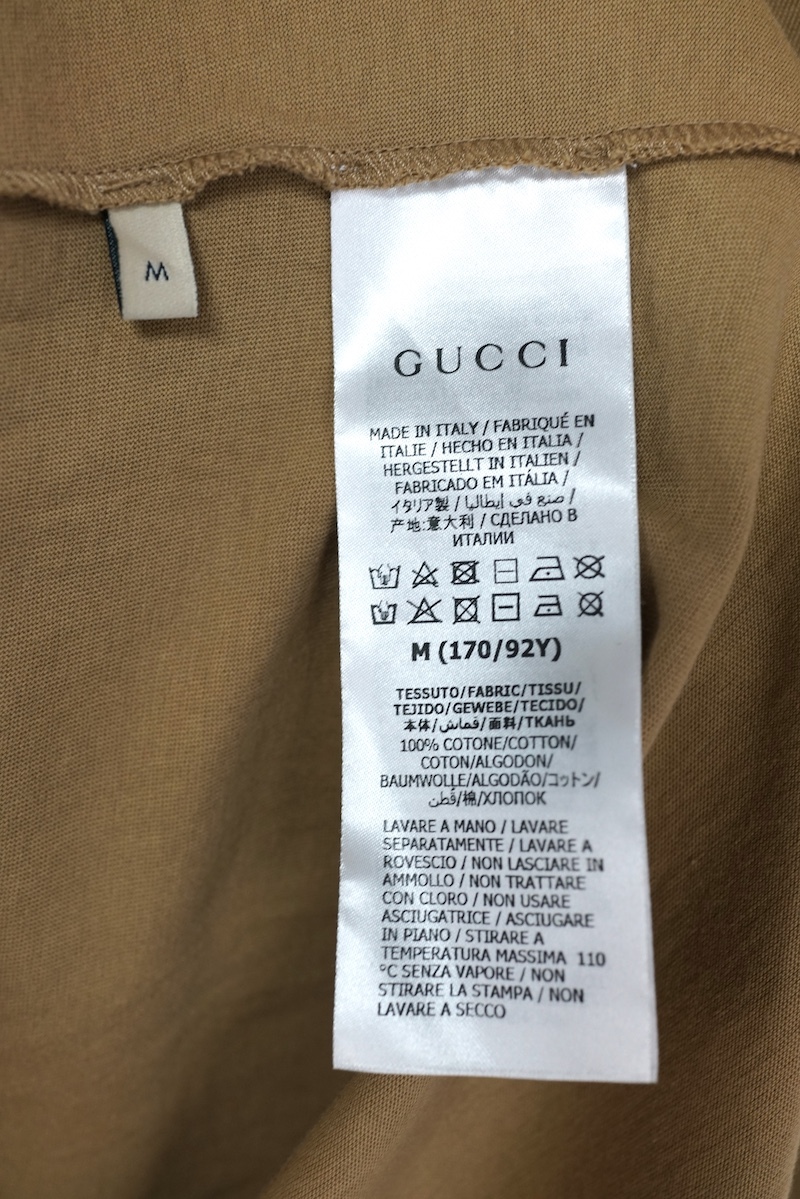 M
GUCCI
MADE IN ITALY / FABRIQUÉ EN
ITALIE / HECHO EN ITALIA /
HERGESTELLT IN ITALIEN /
FABRICADO EM ITÁLIA /
イタリア製 / صنع في إيطاليا /
产地:意大利 / СДЕЛАНО В
ИТАЛИИ
M (170/92Y)
TESSUTO/FABRIC/TISSU/
TEJIDO/GEWEBE/TECIDO/
本体/قماش/面料/ТКАНЬ
100% COTONE/COTTON/
COTON/ALGODON/
BAUMWOLLE/ALGODÃO/コットン/
قطن/棉/ХЛОПОК
LAVARE A MANO / LAVARE
SEPARATAMENTE / LAVARE A
ROVESCIO / NON LASCIARE IN
AMMOLLO / NON TRATTARE
CON CLORO / NON USARE
ASCIUGATRICE / ASCIUGARE
IN PIANO / STIRARE A
TEMPERATURA MASSIMA 110
°C SENZA VAPORE / NON
STIRARE LA STAMPA / NON
LAVARE A SECCO